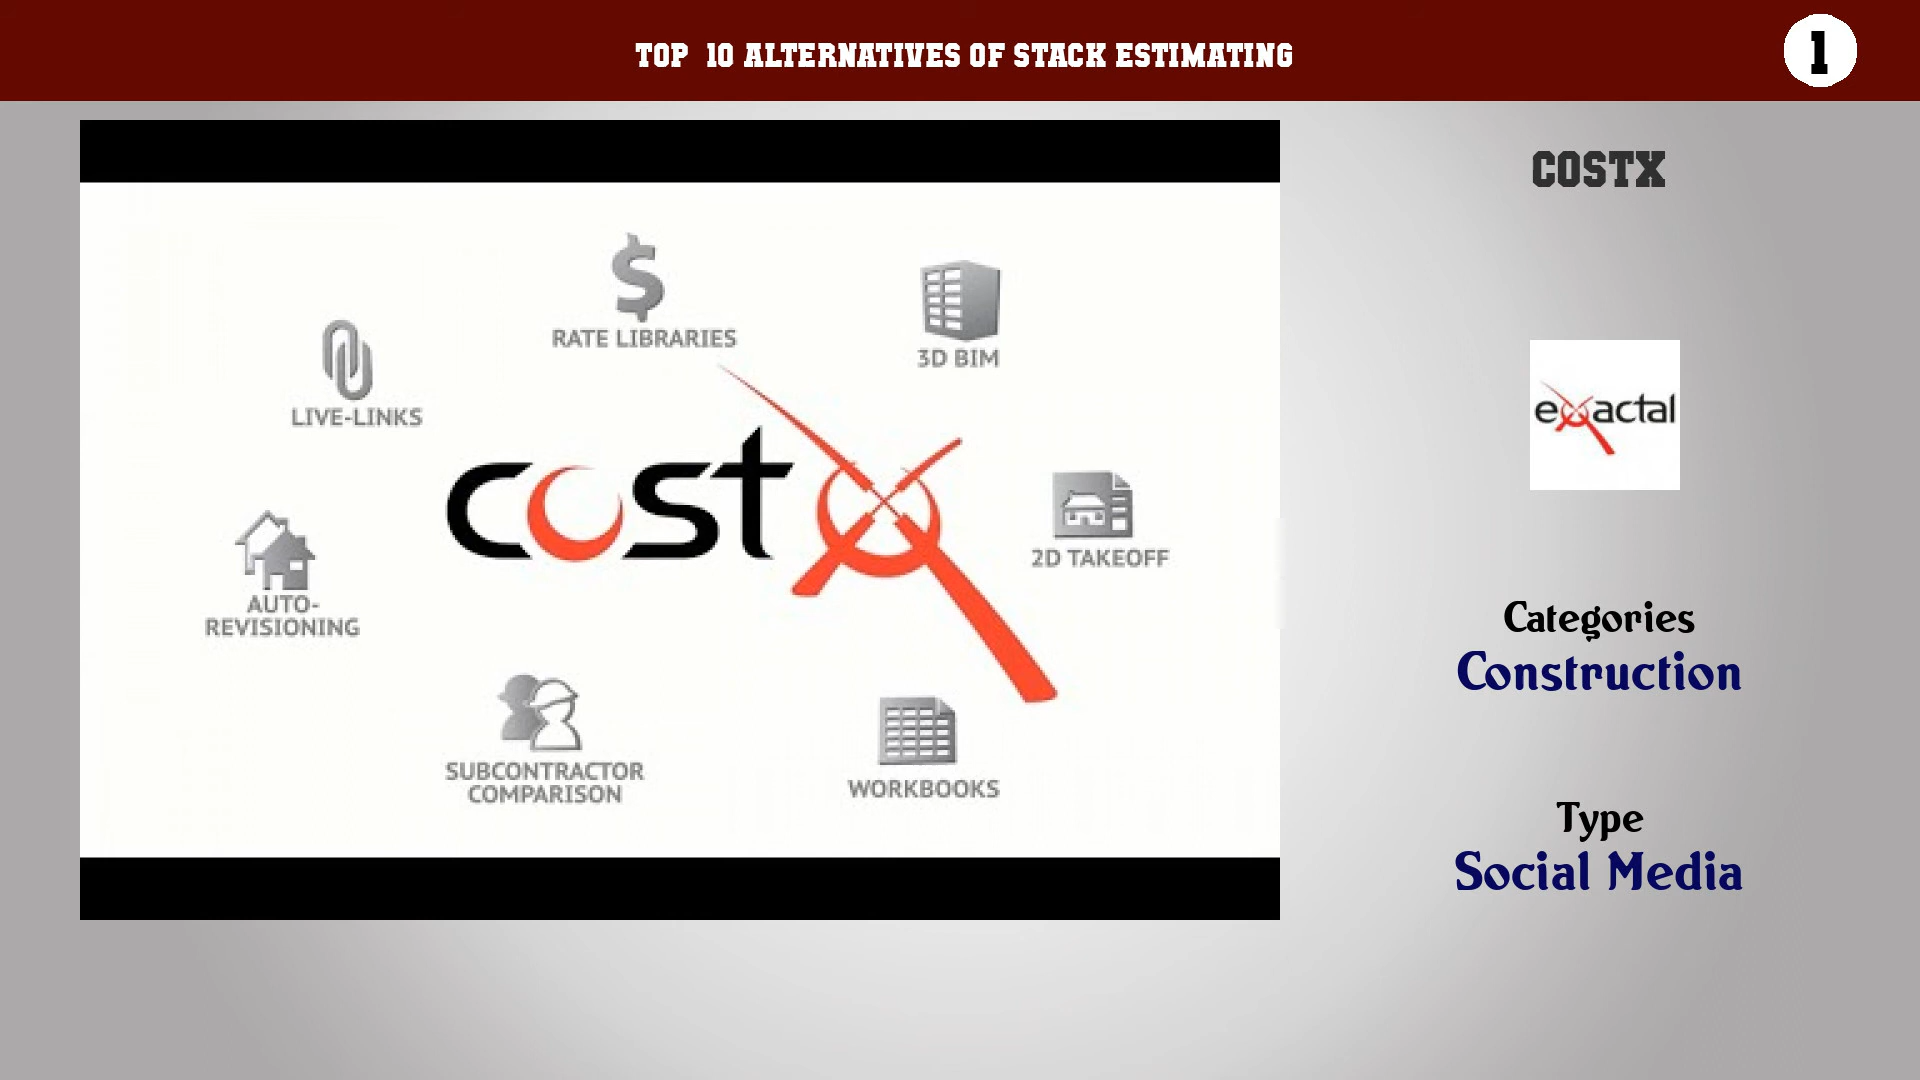 TOP 10 ALTERNATIVES OF STACK ESTIMATING
1
COSTX
RATE LIBRARIES
3D BIM
LIVE-LINKS
costX
2D TAKEOFF
AUTO-
REVISIONING
SUBCONTRACTOR
COMPARISON
WORKBOOKS
exactal
Categories
Construction
Type
Social Media